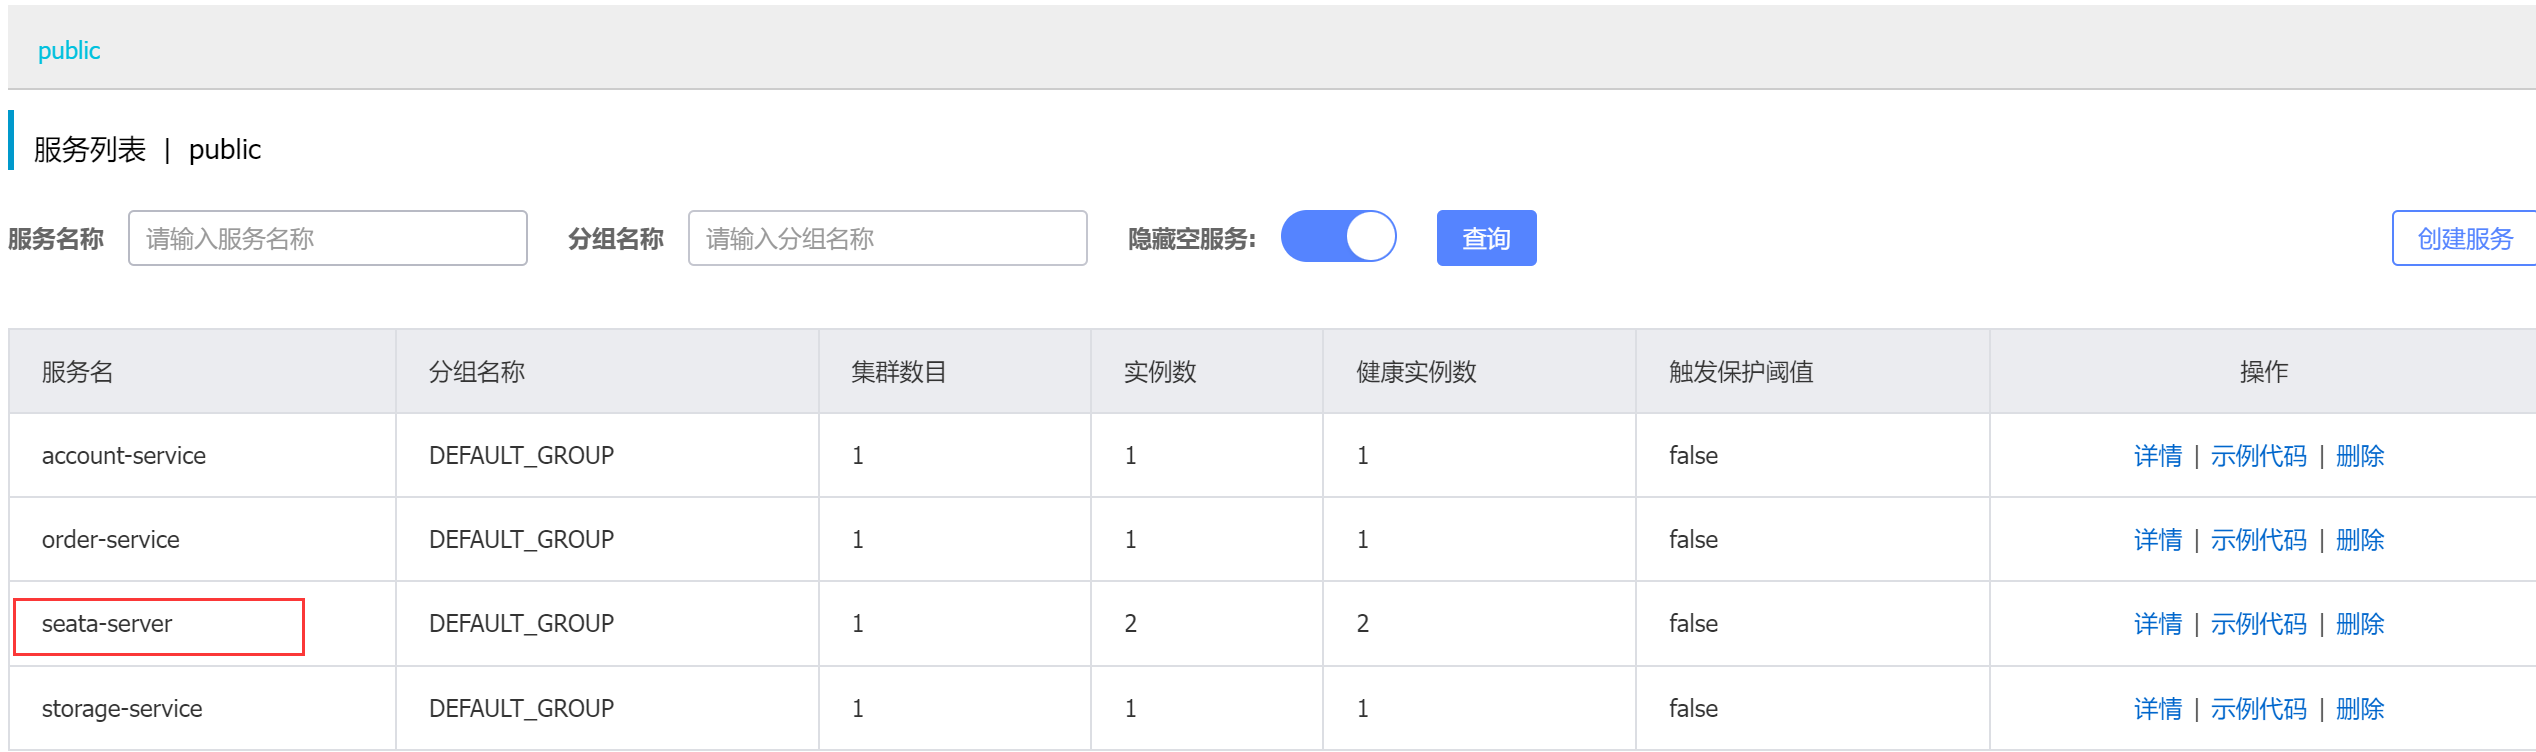 public
服务列表 | public
服务名称 请输入服务名称 分组名称 请输入分组名称 隐藏空服务: 查询 创建服务
服务名 分组名称 集群数目 实例数 健康实例数 触发保护阈值 操作
account-service DEFAULT_GROUP 1 1 1 false 详情 | 示例代码 | 删除
order-service DEFAULT_GROUP 1 1 1 false 详情 | 示例代码 | 删除
seata-server DEFAULT_GROUP 1 2 2 false 详情 | 示例代码 | 删除
storage-service DEFAULT_GROUP 1 1 1 false 详情 | 示例代码 | 删除